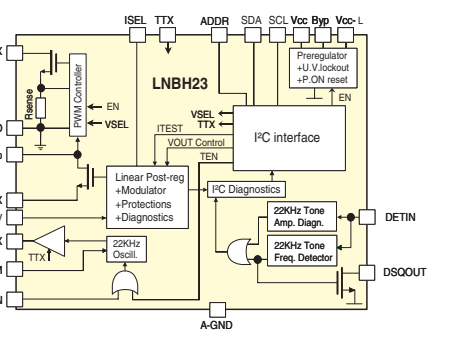 ISEL TTX ADDR SDA SCL Vcc Byp Vcc-L
X
Preregulator
+U.V.lockout
+P.ON reset
LNBH23
PWM Controller
Rsense
EN
VSEL
EN
VSEL
TTX
ITEST
VOUT Control
TEN
I²C interface
Linear Post-reg
+Modulator
+Protections
+Diagnostics
I²C Diagnostics
22KHz Tone
Amp. Diagn.
DETIN
22KHz Tone
Freq. Detector
X
22KHz
Oscill.
TTX
DSQOUT
A-GND